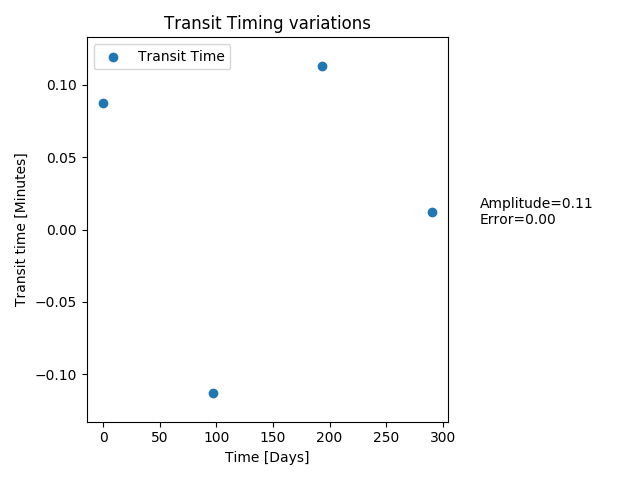 Transit Timing variations
Transit Time
0.10
0.05
0.00
−0.05
−0.10
Transit time [Minutes]
0
50
100
150
200
250
300
Time [Days]
Amplitude=0.11
Error=0.00